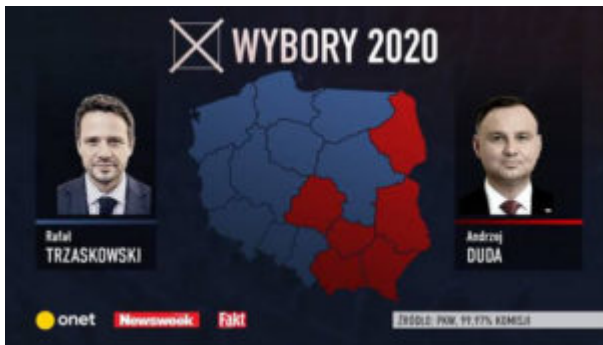 WYBORY 2020
Rafał
TRZASKOWSKI
Andrzej
DUDA
onet
Newsweek
Fakt
ŹRÓDŁO: PKW, 99,97% KOMISJI